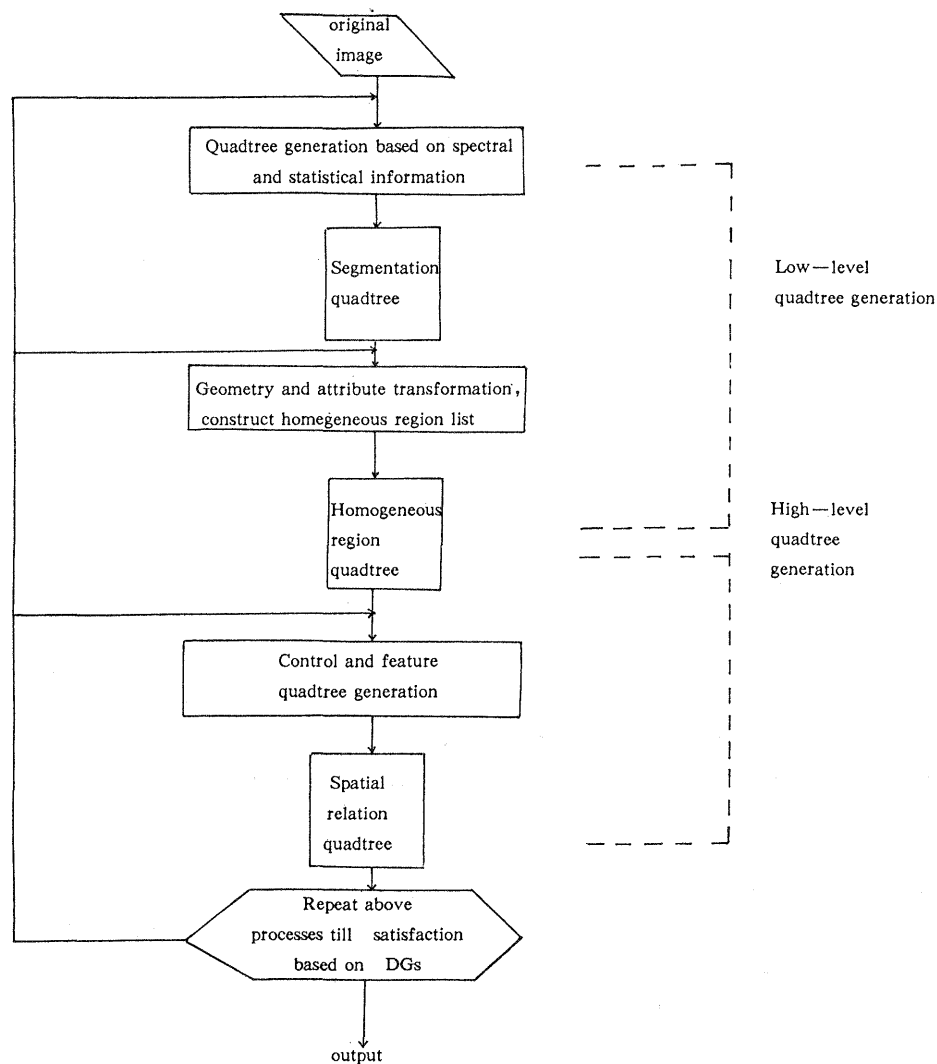 original
image
Quadtree generation based on spectral
and statistical information
Segmentation
quadtree
Low—level
quadtree generation
Geometry and attribute transformation,
construct homegeneous region list
Homogeneous
region
quadtree
High—level
quadtree
generation
Control and feature
quadtree generation
Spatial
relation
quadtree
Repeat above
processes till satisfaction
based on DGs
output